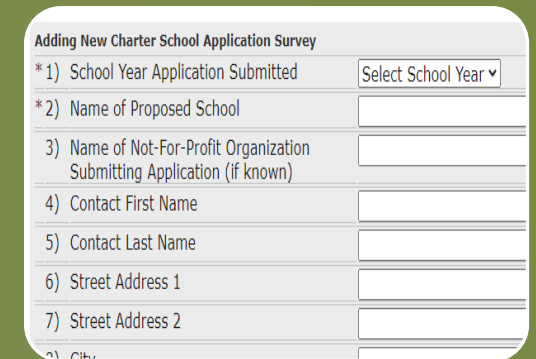 Adding New Charter School Application Survey
* 1) School Year Application Submitted Select School Year
* 2) Name of Proposed School
3) Name of Not-For-Profit Organization
Submitting Application (if known)
4) Contact First Name
5) Contact Last Name
6) Street Address 1
7) Street Address 2
City